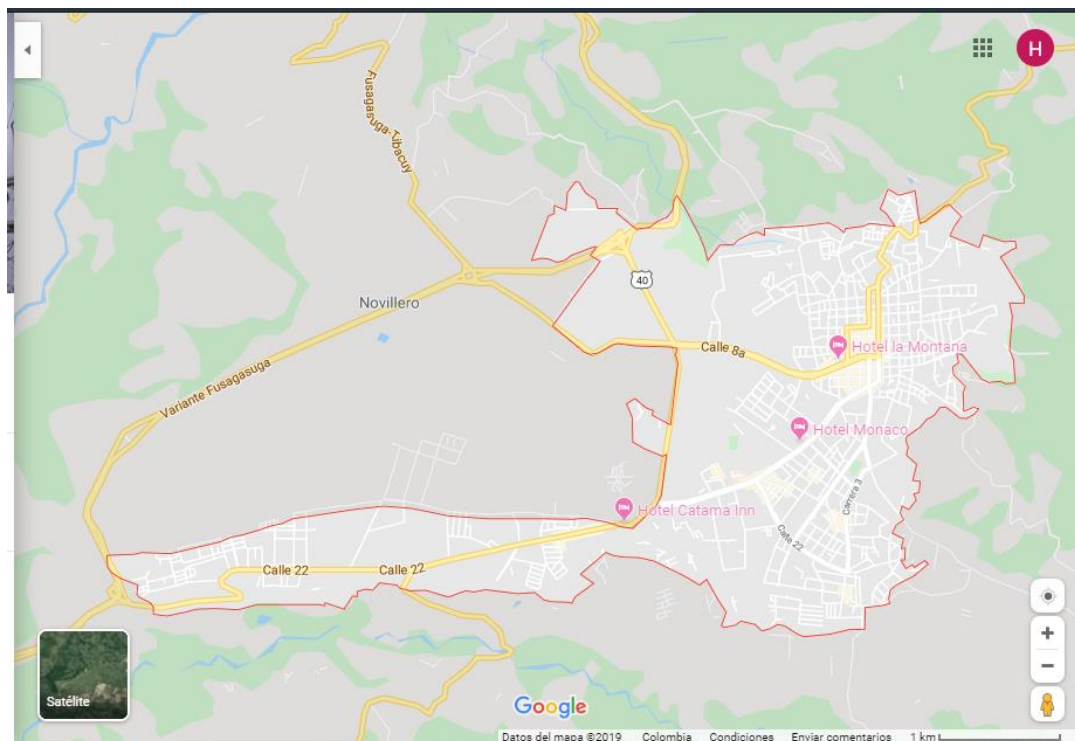 H
Fusagasuga-Tibacuy
40
Novillero
Calle 8a
Hotel la Montana
Variante Fusagasuga
Hotel Monaco
Carrera 3
Hotel Catama Inn
Calle 22
Calle 22
Calle 22
Satélite
Google
Datos del mapa ©2019 Colombia Condiciones Enviar comentarios 1 km